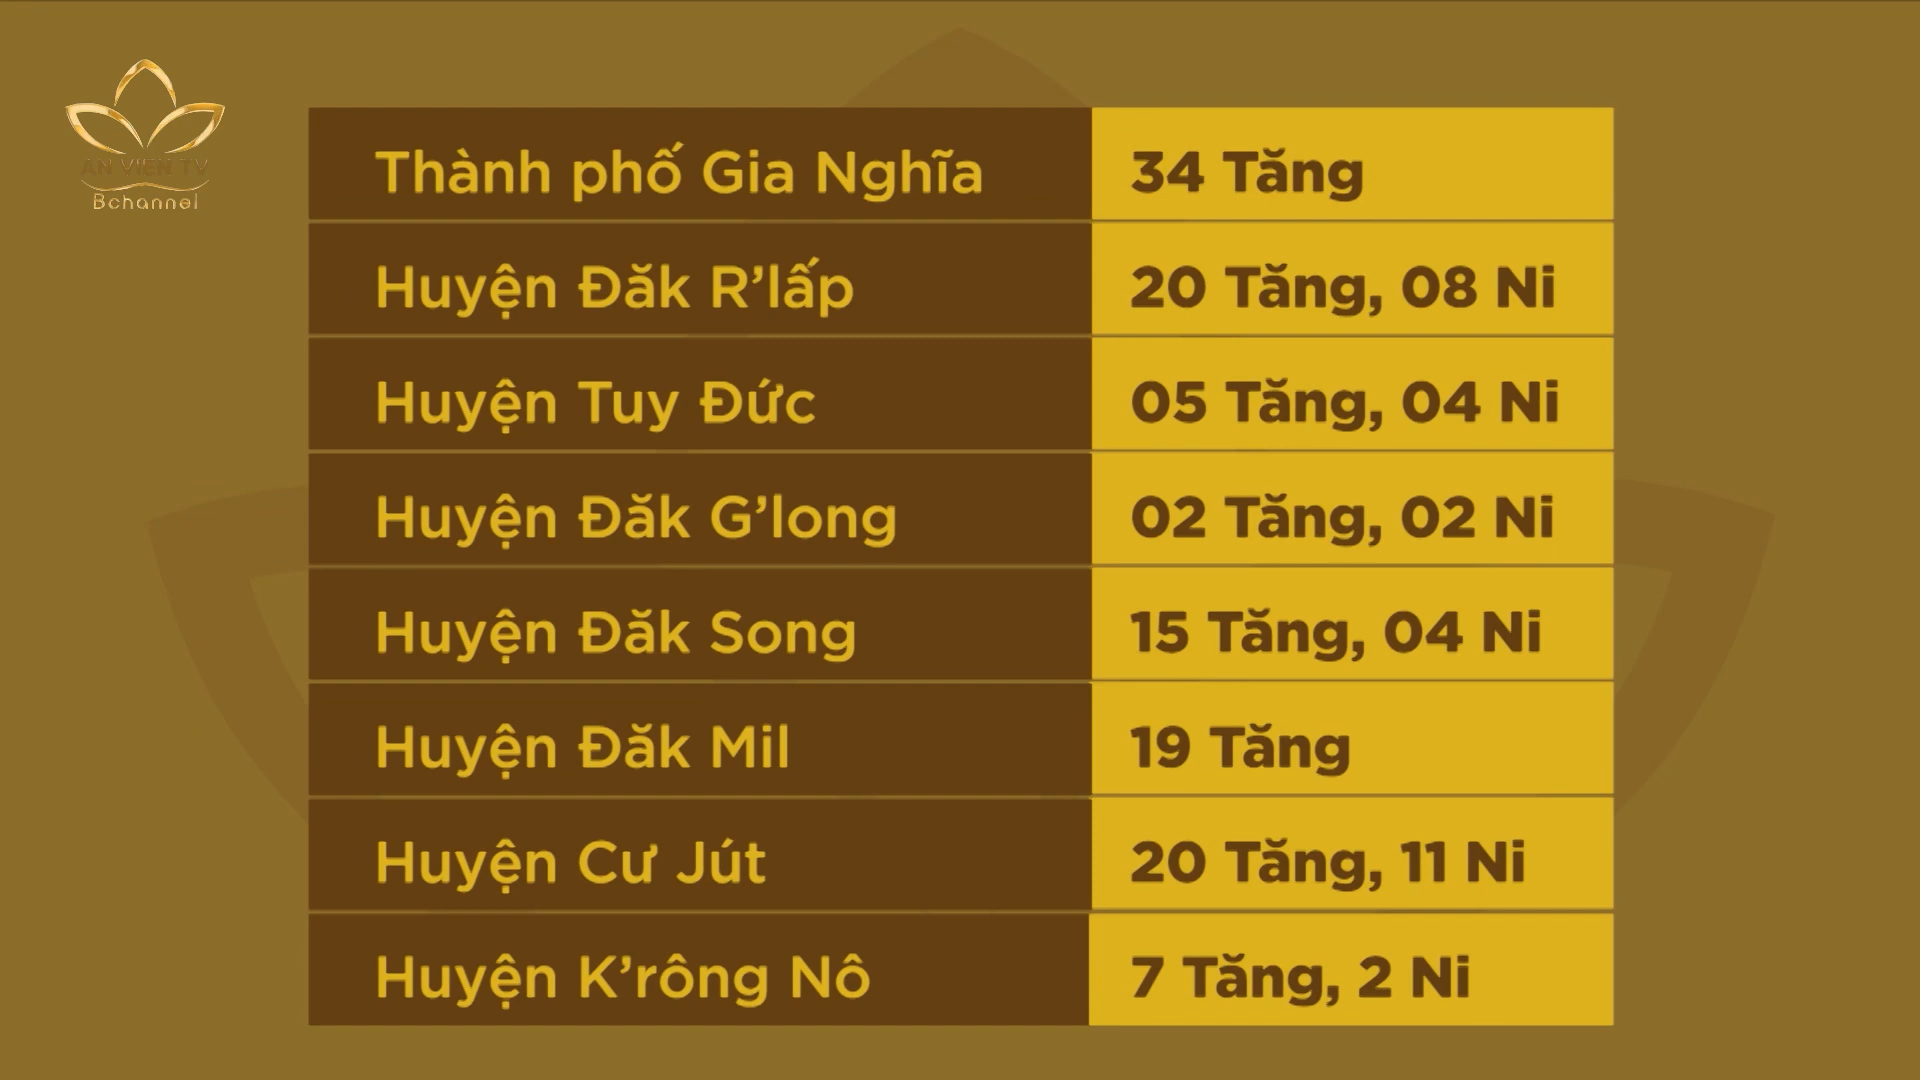 AN VIEN TV
Bchannel
Thành phố Gia Nghĩa 34 Tăng
Huyện Đăk R’lấp 20 Tăng, 08 Ni
Huyện Tuy Đức 05 Tăng, 04 Ni
Huyện Đăk G’long 02 Tăng, 02 Ni
Huyện Đăk Song 15 Tăng, 04 Ni
Huyện Đăk Mil 19 Tăng
Huyện Cư Jút 20 Tăng, 11 Ni
Huyện K’rông Nô 7 Tăng, 2 Ni